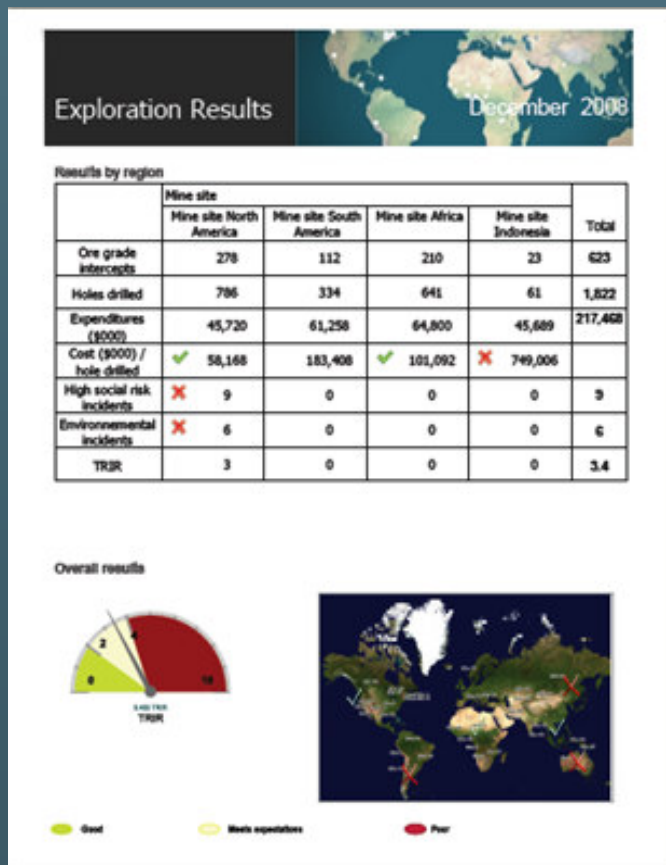 Exploration Results
December 2008
Results by region
Mine site
Mine site North America
Mine site South America
Mine site Africa
Mine site Indonesia
Total
Ore grade intercepts 278 112 210 23 623
Holes drilled 786 334 641 61 1,822
Expenditures ($000) 45,720 61,258 64,800 45,689 217,468
Cost ($000) / hole drilled 58,168 183,408 101,092 749,006
High social risk incidents 9 0 0 0 9
Environnemental incidents 6 0 0 0 6
TRIR 3 0 0 0 3.4
Overall results
0 2 4
TRIR
TRIR
Good
Meets expectations
Poor